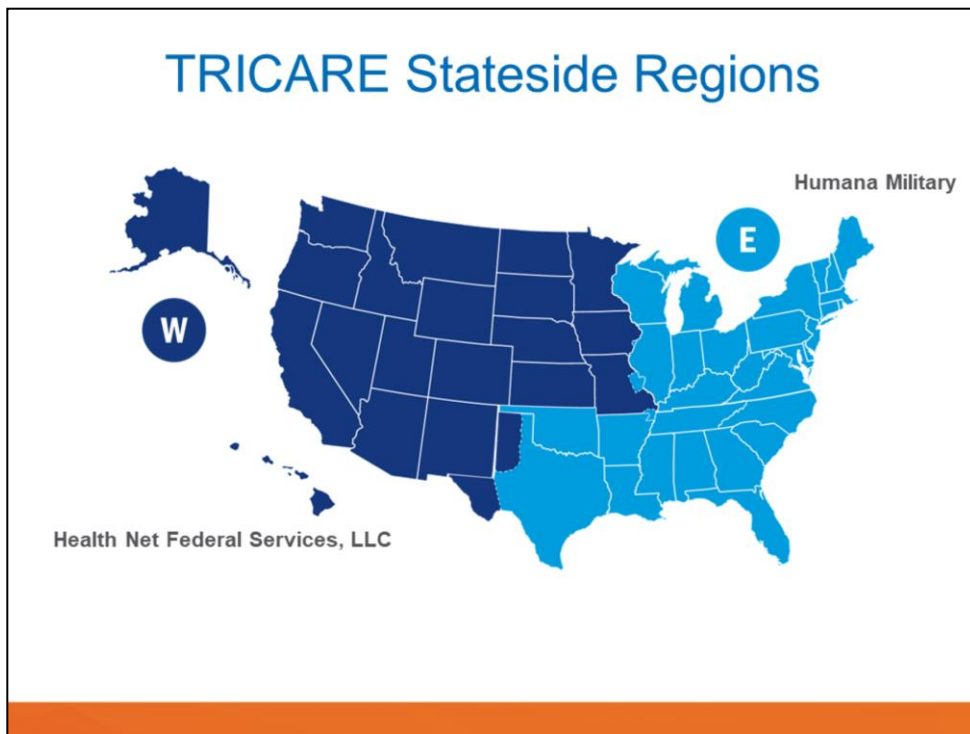 TRICARE Stateside Regions
Humana Military
E
W
Health Net Federal Services, LLC